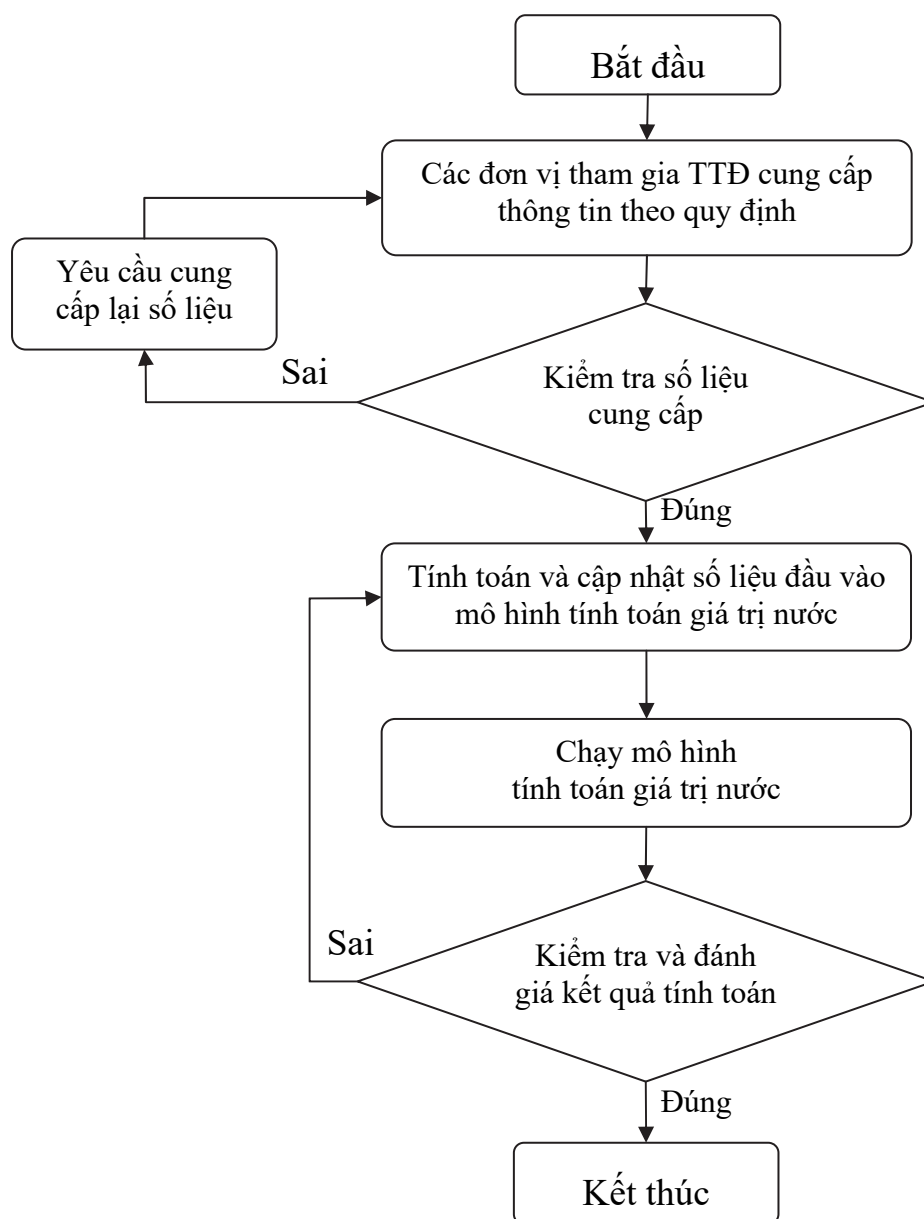 Bắt đầu
Các đơn vị tham gia TTĐ cung cấp
thông tin theo quy định
Yêu cầu cung
cấp lại số liệu
Sai
Kiểm tra số liệu
cung cấp
Đúng
Tính toán và cập nhật số liệu đầu vào
mô hình tính toán giá trị nước
Chạy mô hình
tính toán giá trị nước
Sai
Kiểm tra và đánh
giá kết quả tính toán
Đúng
Kết thúc